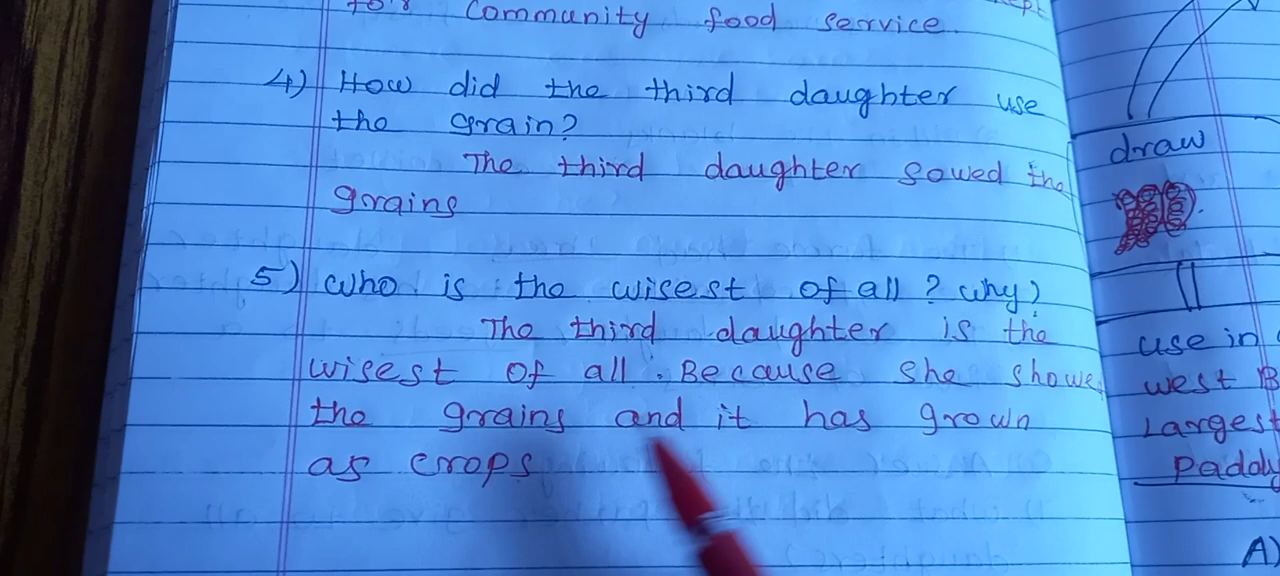 Community food service.
4) How did the third daughter use
the grain?
The third daughter sowed the
grains
5) Who is the wisest of all? Why?
The third daughter is the
wisest of all. Because she showe
the grains and it has grown
as crops
draw
use in
west B
Largest
Paddy
A)